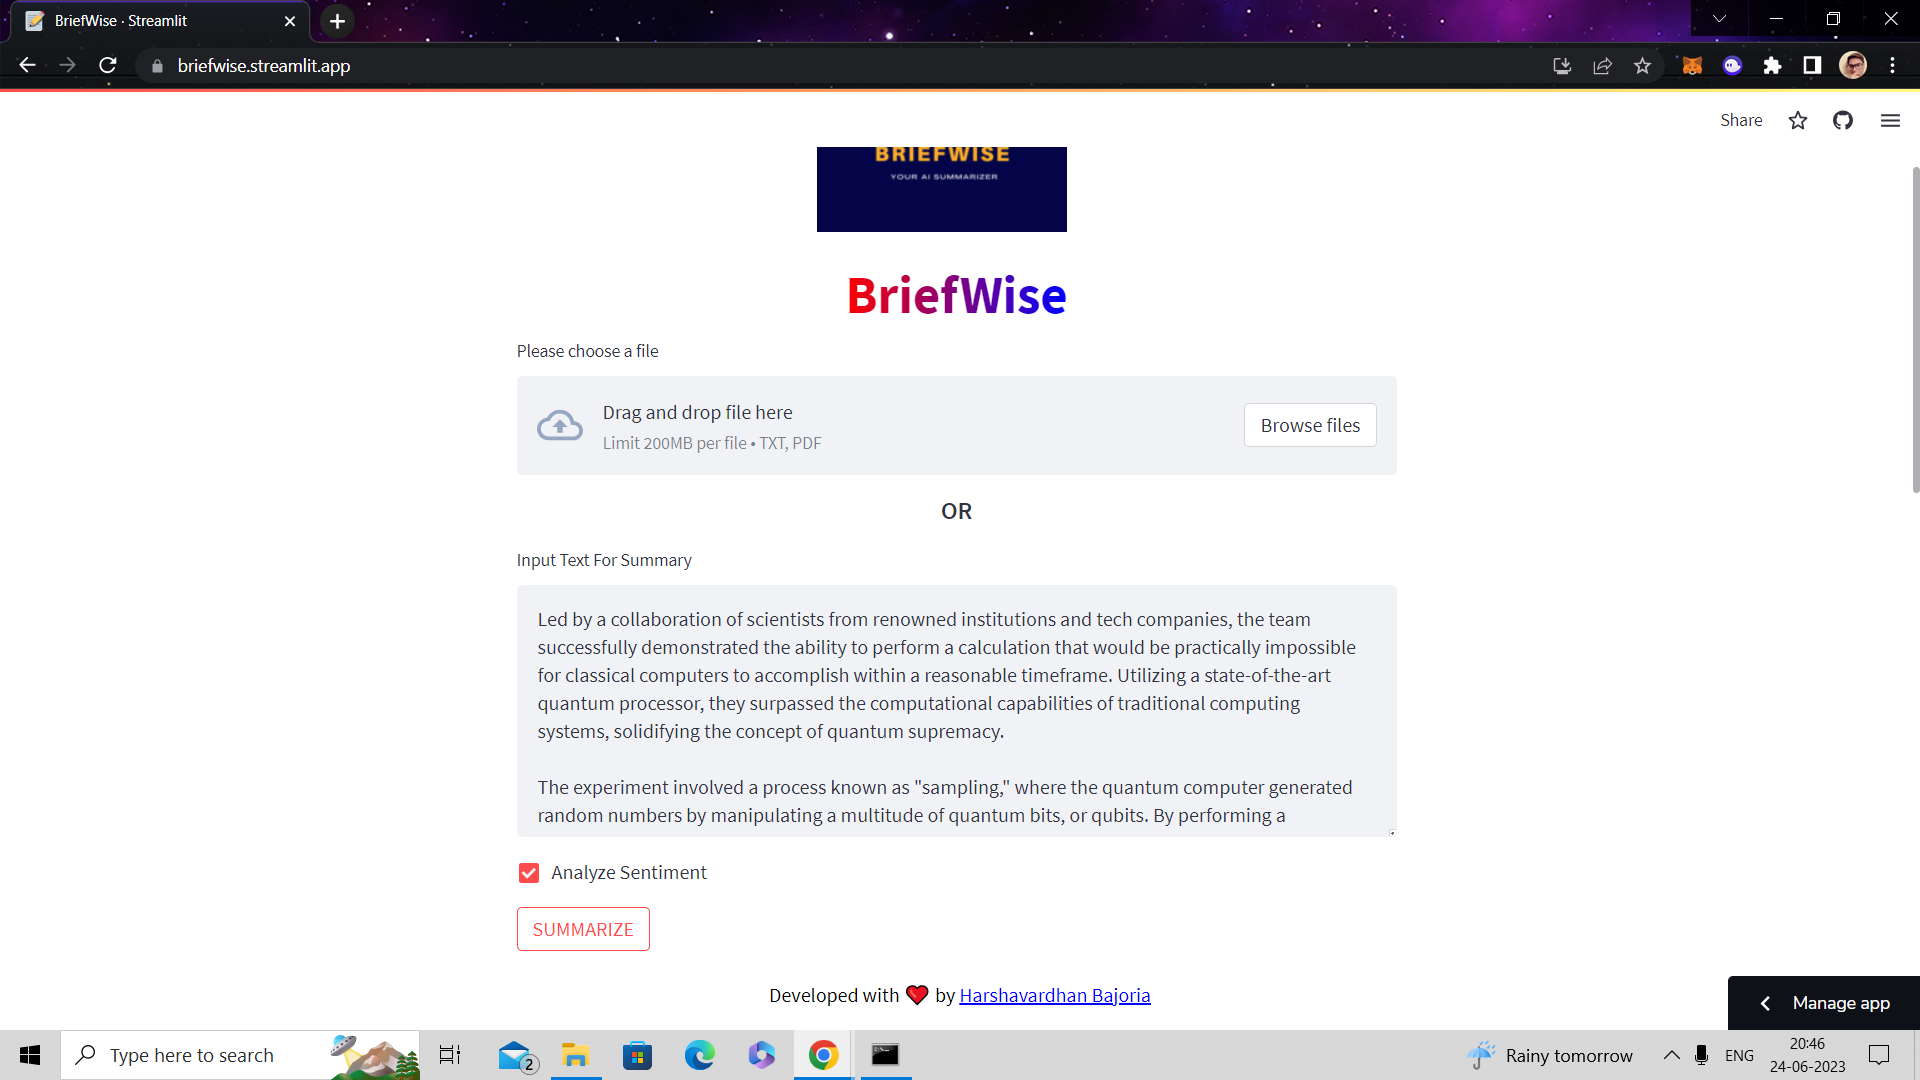 BriefWise · Streamlit
briefwise.streamlit.app
Share
BRIEFWISE
YOUR AI SUMMARIZER
BriefWise
Please choose a file
Drag and drop file here
Limit 200MB per file • TXT, PDF
Browse files
OR
Input Text For Summary
Led by a collaboration of scientists from renowned institutions and tech companies, the team
successfully demonstrated the ability to perform a calculation that would be practically impossible
for classical computers to accomplish within a reasonable timeframe. Utilizing a state-of-the-art
quantum processor, they surpassed the computational capabilities of traditional computing
systems, solidifying the concept of quantum supremacy.
The experiment involved a process known as "sampling," where the quantum computer generated
random numbers by manipulating a multitude of quantum bits, or qubits. By performing a
Analyze Sentiment
SUMMARIZE
Developed with ❤️ by Harshavardhan Bajoria
Manage app
Type here to search
2
Rainy tomorrow
ENG
20:46
24-06-2023